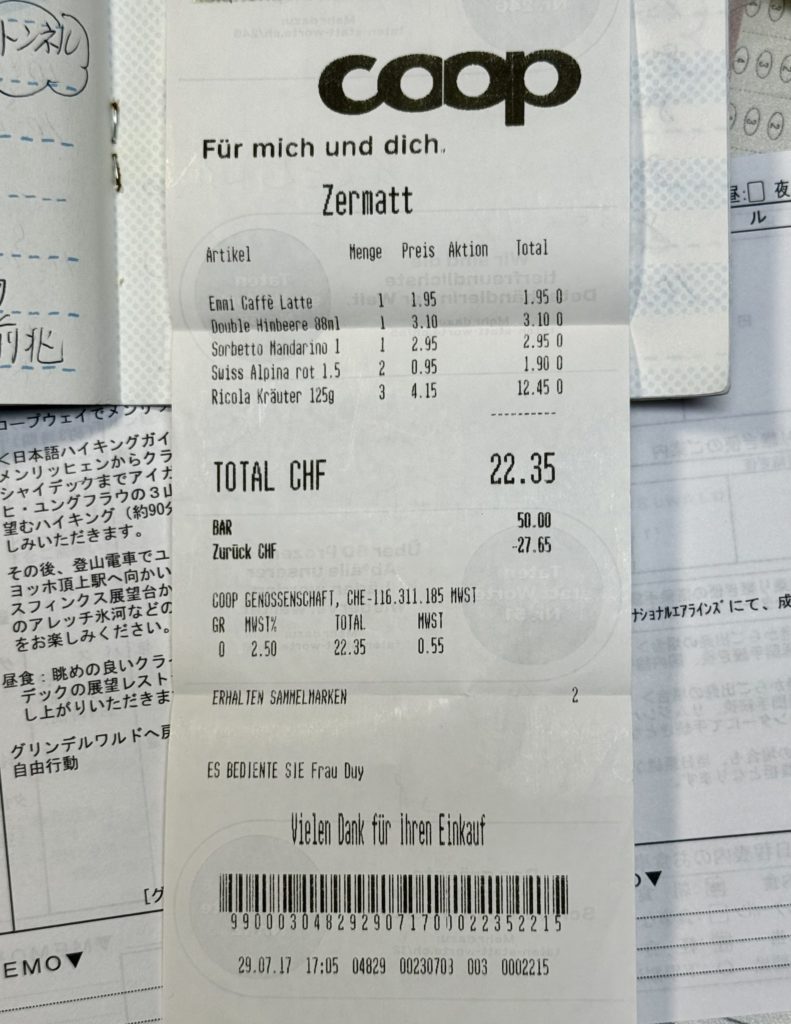 トンネル
前兆
coop
Für mich und dich.
Zermatt
Artikel Menge Preis Aktion Total
Emmi Caffè Latte 1 1.95 1.95 0
Double Himbeere 88ml 1 3.10 3.10 0
Sorbetto Mandarino 1 1 2.95 2.95 0
Swiss Alpina rot 1.5 2 0.95 1.90 0
Ricola Kräuter 125g 3 4.15 12.45 0
TOTAL CHF 22.35
BAR 50.00
Zurück CHF -27.65
COOP GENOSSENSCHAFT, CHE-116.311.185 MWST
GR MWST% TOTAL MWST
0 2.50 22.35 0.55
ERHALTEN SAMMELMARKEN 2
ES BEDIENTE SIE Frau Duy
Vielen Dank für ihren Einkauf
9900030482929071700022352215
29.07.17 17:05 04829 00230703 003 0002215
ロープウェイでメンリッ
<日本語ハイキングガイ
メンリッヒェンからクラ
シャイデックまでアイガ
ヒ・ユングフラウの3山
望むハイキング(約90分
しみいただきます。
その後、登山電車でユ
ヨッホ頂上駅へ向かい
スフィンクス展望台か
のアレッチ氷河などの
をお楽しみください。
昼食:眺めの良いクライ
デックの展望レスト
し上がりいただきま
グリンデルワルドへ戻
自由行動
[グ
EMO▼
昼:□ 夜
ル
ナショナルエアラインズにて、成
▼